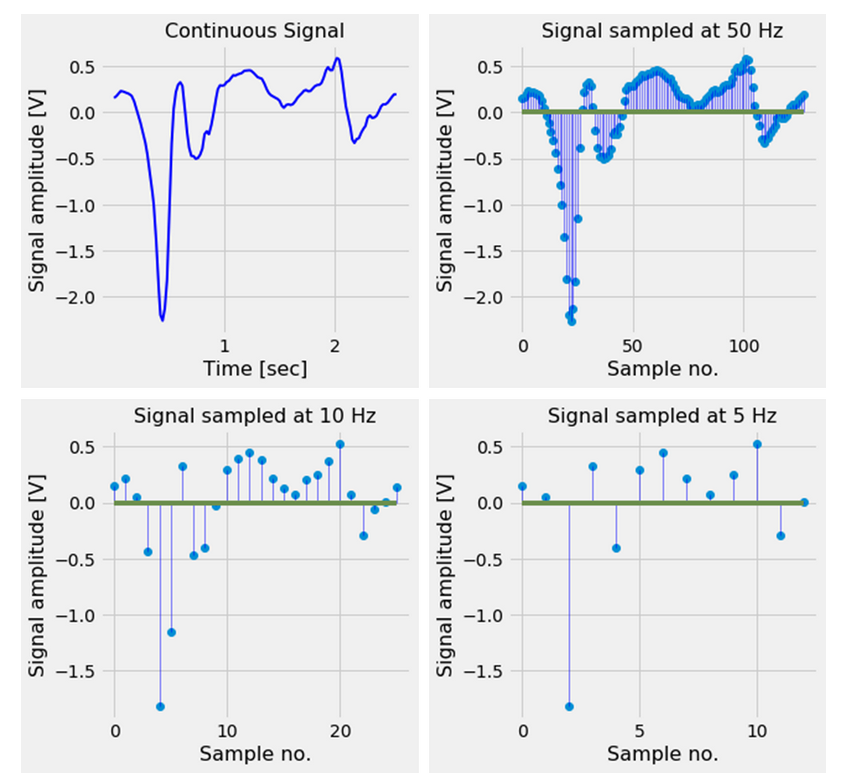 Continuous Signal
Signal amplitude [V]
0.5
0.0
−0.5
−1.0
−1.5
−2.0
1
2
Time [sec]
Signal sampled at 50 Hz
Signal amplitude [V]
0.5
0.0
−0.5
−1.0
−1.5
−2.0
0
50
100
Sample no.
Signal sampled at 10 Hz
Signal amplitude [V]
0.5
0.0
−0.5
−1.0
−1.5
0
10
20
Sample no.
Signal sampled at 5 Hz
Signal amplitude [V]
0.5
0.0
−0.5
−1.0
−1.5
0
5
10
Sample no.